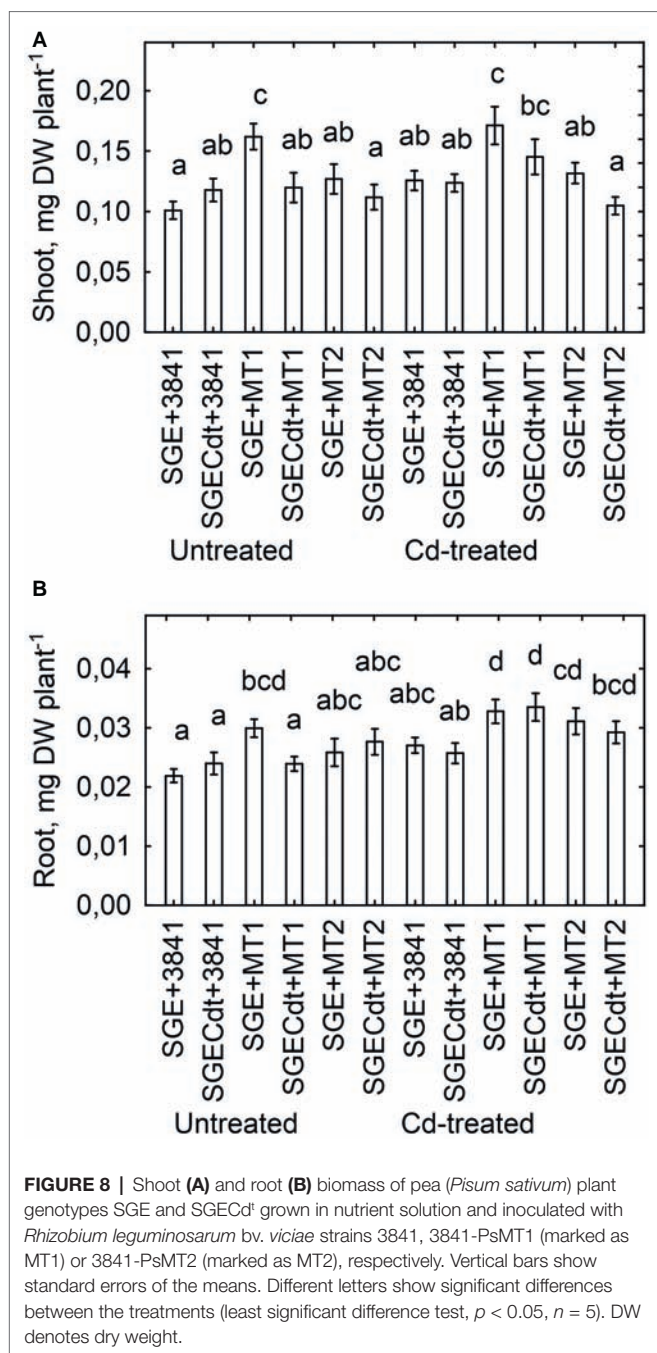 A
Shoot, mg DW plant⁻¹
0,20
0,15
0,10
0,05
0,00
a ab c ab ab a ab ab c bc ab a
SGE+3841
SGECdt+3841
SGE+MT1
SGECdt+MT1
SGE+MT2
SGECdt+MT2
SGE+3841
SGECdt+3841
SGE+MT1
SGECdt+MT1
SGE+MT2
SGECdt+MT2
Untreated Cd-treated
B
Root, mg DW plant⁻¹
0,04
0,03
0,02
0,01
0,00
a a bcd a abc abc abc ab d d cd bcd
SGE+3841
SGECdt+3841
SGE+MT1
SGECdt+MT1
SGE+MT2
SGECdt+MT2
SGE+3841
SGECdt+3841
SGE+MT1
SGECdt+MT1
SGE+MT2
SGECdt+MT2
Untreated Cd-treated
FIGURE 8 | Shoot (A) and root (B) biomass of pea (Pisum sativum) plant
genotypes SGE and SGECdᵗ grown in nutrient solution and inoculated with
Rhizobium leguminosarum bv. viciae strains 3841, 3841-PsMT1 (marked as
MT1) or 3841-PsMT2 (marked as MT2), respectively. Vertical bars show
standard errors of the means. Different letters show significant differences
between the treatments (least significant difference test, p < 0.05, n = 5). DW
denotes dry weight.